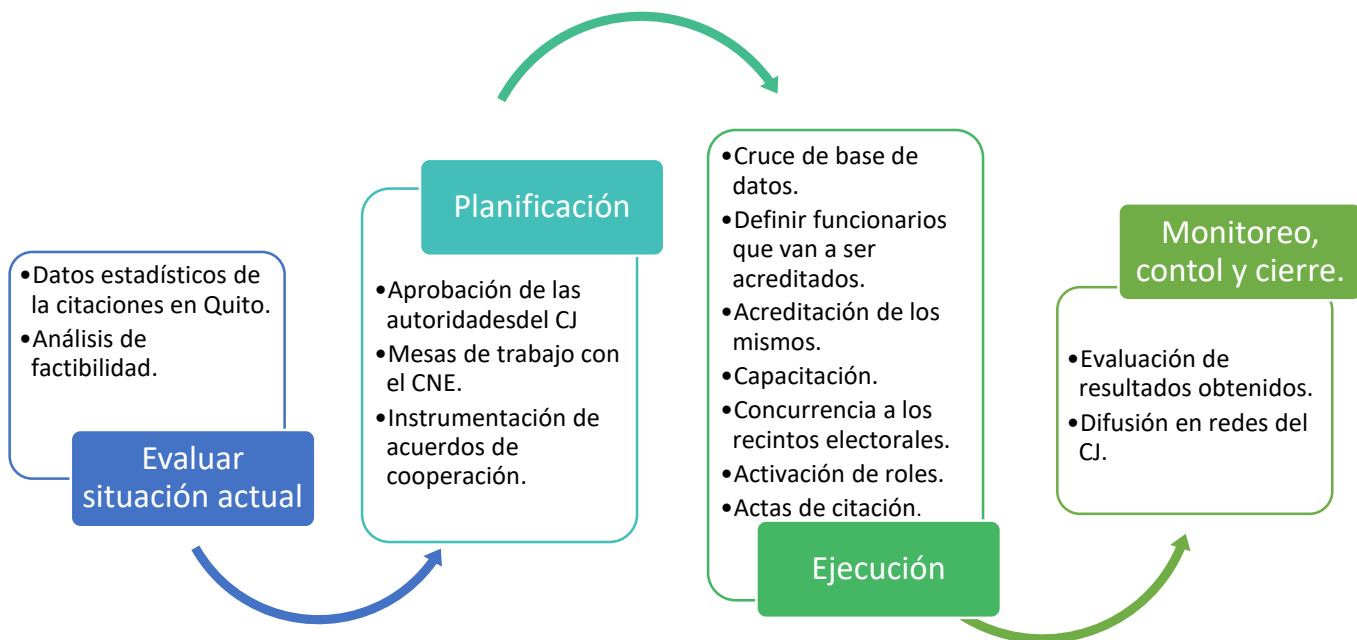 •Datos estadísticos de
la citaciones en Quito.
•Análisis de
factibilidad.
Evaluar
situación actual
Planificación
•Aprobación de las
autoridadesdel CJ
•Mesas de trabajo con
el CNE.
•Instrumentación de
acuerdos de
cooperación.
•Cruce de base de
datos.
•Definir funcionarios
que van a ser
acreditados.
•Acreditación de los
mismos.
•Capacitación.
•Concurrencia a los
recintos electorales.
•Activación de roles.
•Actas de citación.
Ejecución
Monitoreo,
contol y cierre.
•Evaluación de
resultados obtenidos.
•Difusión en redes del
CJ.